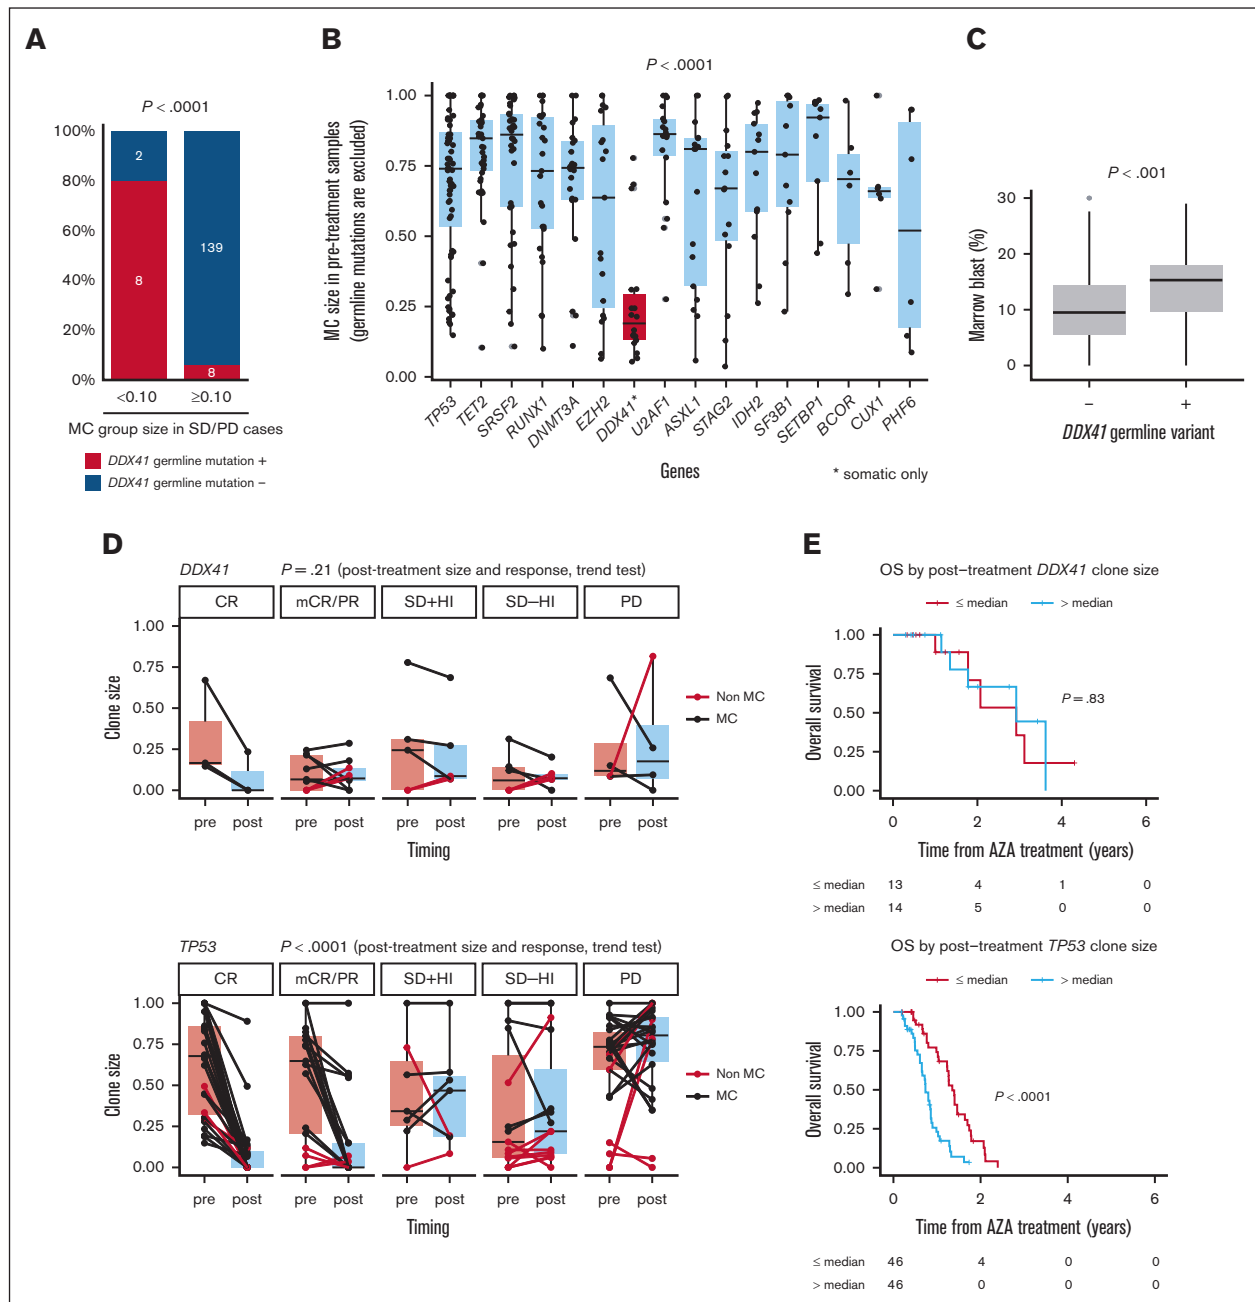 A
P < .0001
100%
80%
60%
40%
20%
0%
2
8
139
8
<0.10
≥0.10
MC group size in SD/PD cases
DDX41 germline mutation +
DDX41 germline mutation −
B
P < .0001
MC size in pre-treatment samples
(germline mutations are excluded)
1.00
0.75
0.50
0.25
0.00
TP53
TET2
SRSF2
RUNX1
DNMT3A
EZH2
DDX41*
U2AF1
ASXL1
STAG2
IDH2
SF3B1
SETBP1
BCOR
CUX1
PHF6
Genes
* somatic only
C
P < .001
Marrow blast (%)
30
20
10
0
−
+
DDX41 germline variant
D
DDX41
P = .21 (post-treatment size and response, trend test)
CR
mCR/PR
SD+HI
SD−HI
PD
Clone size
1.00
0.75
0.50
0.25
0.00
pre post pre post pre post pre post pre post
Timing
Non MC
MC
TP53
P < .0001 (post-treatment size and response, trend test)
CR
mCR/PR
SD+HI
SD−HI
PD
Clone size
1.00
0.75
0.50
0.25
0.00
pre post pre post pre post pre post pre post
Timing
Non MC
MC
E
OS by post−treatment DDX41 clone size
≤ median > median
Overall survival
1.00
0.75
0.50
0.25
0.00
P = .83
0 2 4 6
Time from AZA treatment (years)
≤ median 13 4 1 0
> median 14 5 0 0
OS by post−treatment TP53 clone size
≤ median > median
Overall survival
1.00
0.75
0.50
0.25
0.00
P < .0001
0 2 4 6
Time from AZA treatment (years)
≤ median 46 4 0 0
> median 46 0 0 0